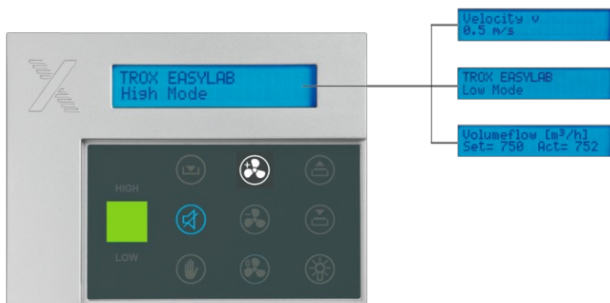 TROX EASYLAB
High Mode
HIGH
LOW
Velocity v
0.5 m/s
TROX EASYLAB
Low Mode
Volumeflow [m³/h]
Set= 750 Act= 752